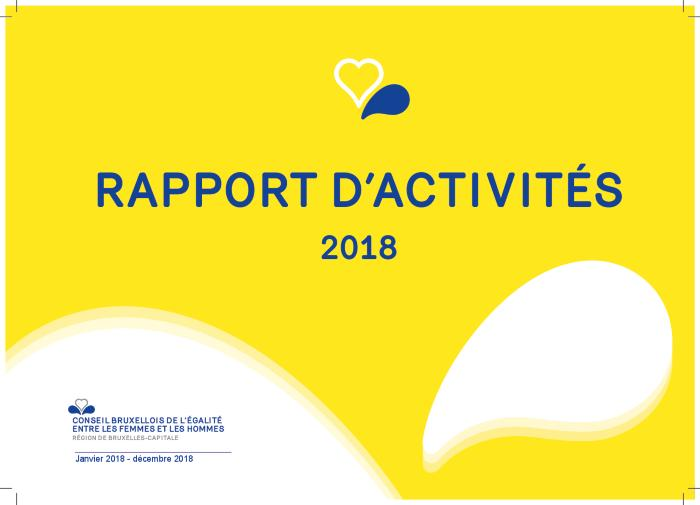 RAPPORT D'ACTIVITÉS
2018
CONSEIL BRUXELLOIS DE L'ÉGALITÉ
ENTRE LES FEMMES ET LES HOMMES
RÉGION DE BRUXELLES-CAPITALE
Janvier 2018 - décembre 2018